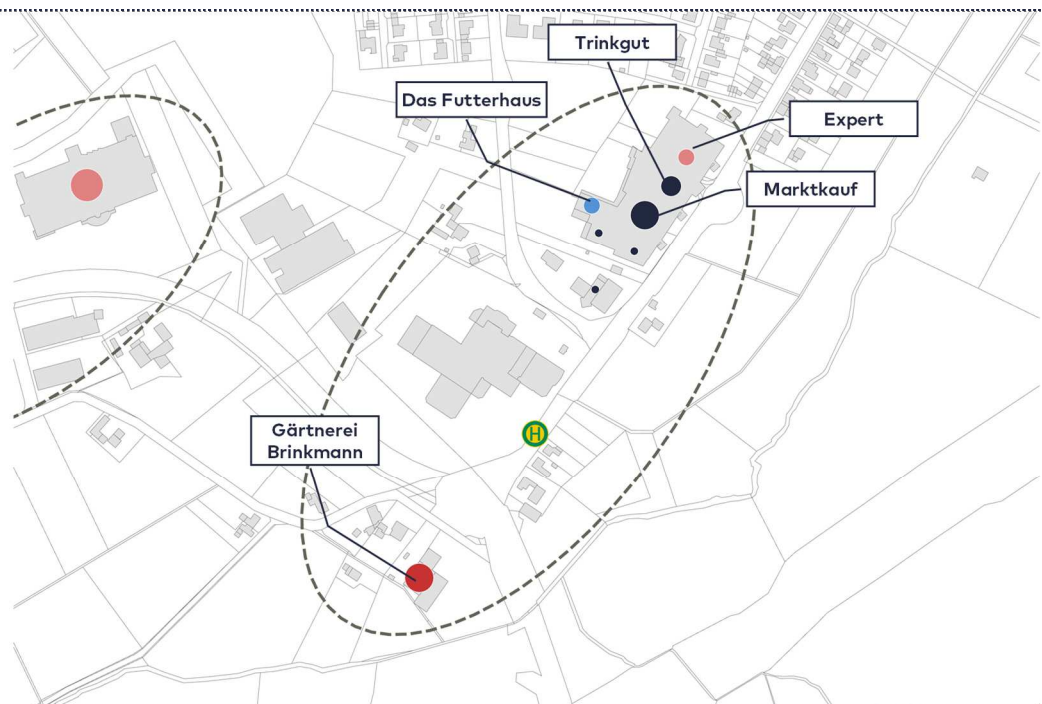 Trinkgut
Das Futterhaus
Expert
Marktkauf
H
Gärtnerei
Brinkmann